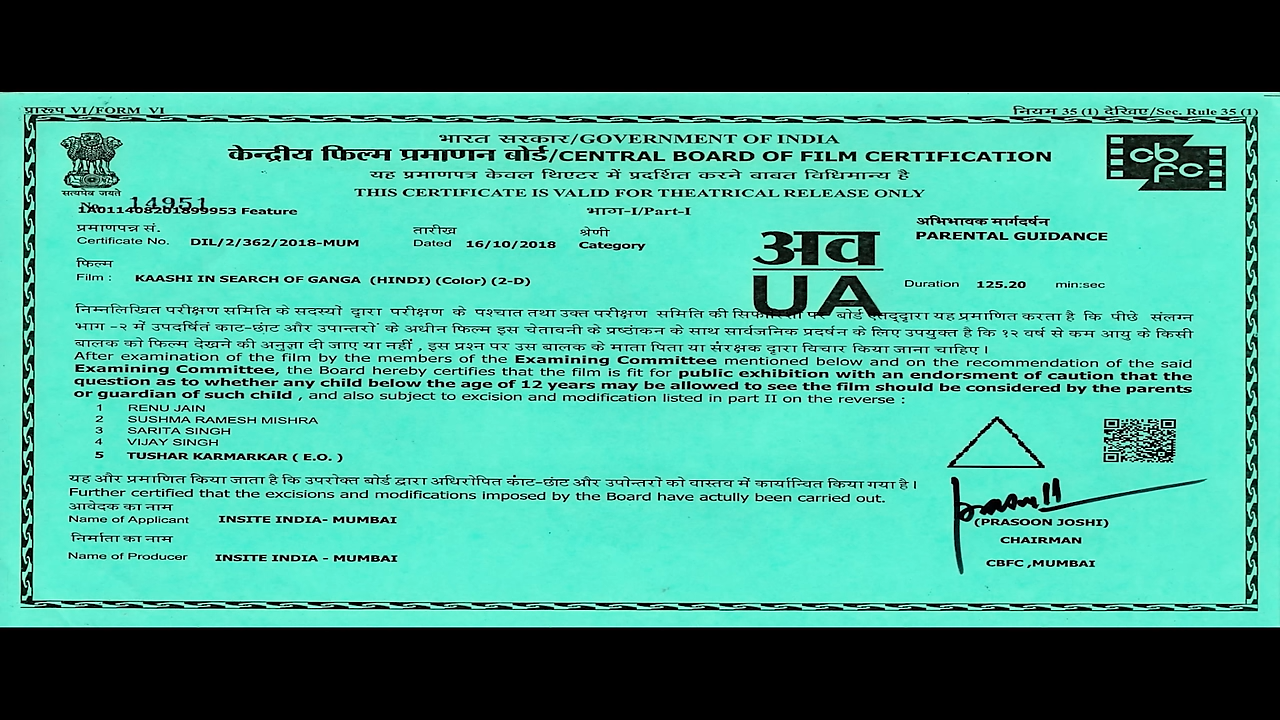 प्रारूप VI/FORM VI
नियम 35 (1) देखिए/Sec. Rule 35 (1)
भारत सरकार/GOVERNMENT OF INDIA
केन्द्रीय फिल्म प्रमाणन बोर्ड/CENTRAL BOARD OF FILM CERTIFICATION
यह प्रमाणपत्र केवल थिएटर में प्रदर्शित करने बावत विधिमान्य है
THIS CERTIFICATE IS VALID FOR THEATRICAL RELEASE ONLY
cb
fc
सत्यमेव जयते
No. 14951
1A011408201899953 Feature
भाग-I/Part-I
प्रमाणपत्र सं.
तारीख
श्रेणी
Certificate No. DIL/2/362/2018-MUM
Dated 16/10/2018
Category
अव
UA
अभिभावक मार्गदर्षन
PARENTAL GUIDANCE
फिल्म
Film : KAASHI IN SEARCH OF GANGA (HINDI) (Color) (2-D)
Duration 125.20 min:sec
निम्नलिखित परीक्षण समिति के सदस्यों द्वारा परीक्षण के पश्चात तथा उक्त परीक्षण समिति की सिफारिशों पर बोर्ड एतद्द्वारा यह प्रमाणित करता है कि पीछे संलग्न
भाग -२ में उपदर्षित काट-छांट और उपान्तरों के अधीन फिल्म इस चेतावनी के प्रष्ठांकन के साथ सार्वजनिक प्रदर्षन के लिए उपयुक्त है कि १२ वर्ष से कम आयु के किसी
बालक को फिल्म देखने की अनुज्ञा दी जाए या नहीं , इस प्रश्न पर उस बालक के माता पिता या संरक्षक द्वारा विचार किया जाना चाहिए ।
After examination of the film by the members of the Examining Committee mentioned below and on the recommendation of the said
Examining Committee, the Board hereby certifies that the film is fit for public exhibition with an endorsment of caution that the
question as to whether any child below the age of 12 years may be allowed to see the film should be considered by the parents
or guardian of such child , and also subject to excision and modification listed in part II on the reverse :
1 RENU JAIN
2 SUSHMA RAMESH MISHRA
3 SARITA SINGH
4 VIJAY SINGH
5 TUSHAR KARMARKAR ( E.O. )
यह और प्रमाणित किया जाता है कि उपरोक्त बोर्ड द्वारा अधिरोपित कांट-छांट और उपोन्तरों को वास्तव में कार्यान्वित किया गया है ।
Further certified that the excisions and modifications imposed by the Board have actully been carried out.
आवेदक का नाम
Name of Applicant INSITE INDIA- MUMBAI
निर्माता का नाम
Name of Producer INSITE INDIA - MUMBAI
(PRASOON JOSHI)
CHAIRMAN
CBFC ,MUMBAI